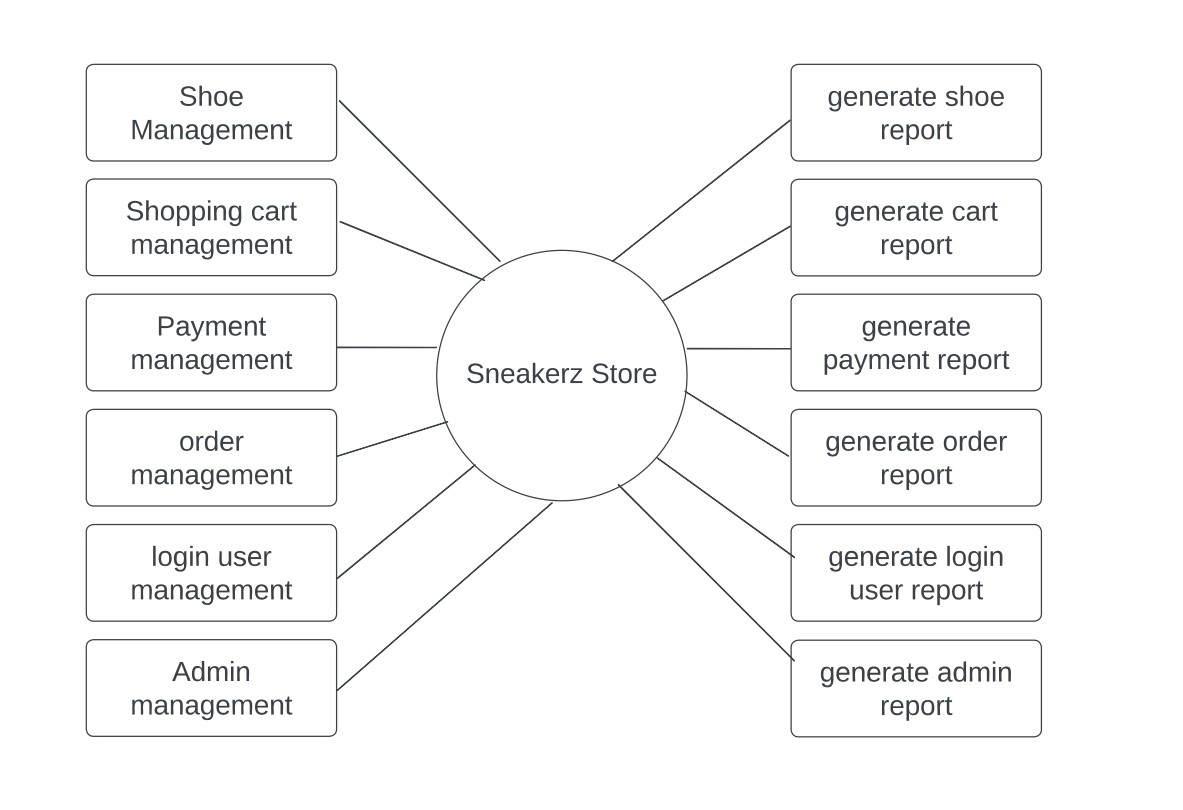 Shoe
Management
Shopping cart
management
Payment
management
order
management
login user
management
Admin
management
Sneakerz Store
generate shoe
report
generate cart
report
generate
payment report
generate order
report
generate login
user report
generate admin
report